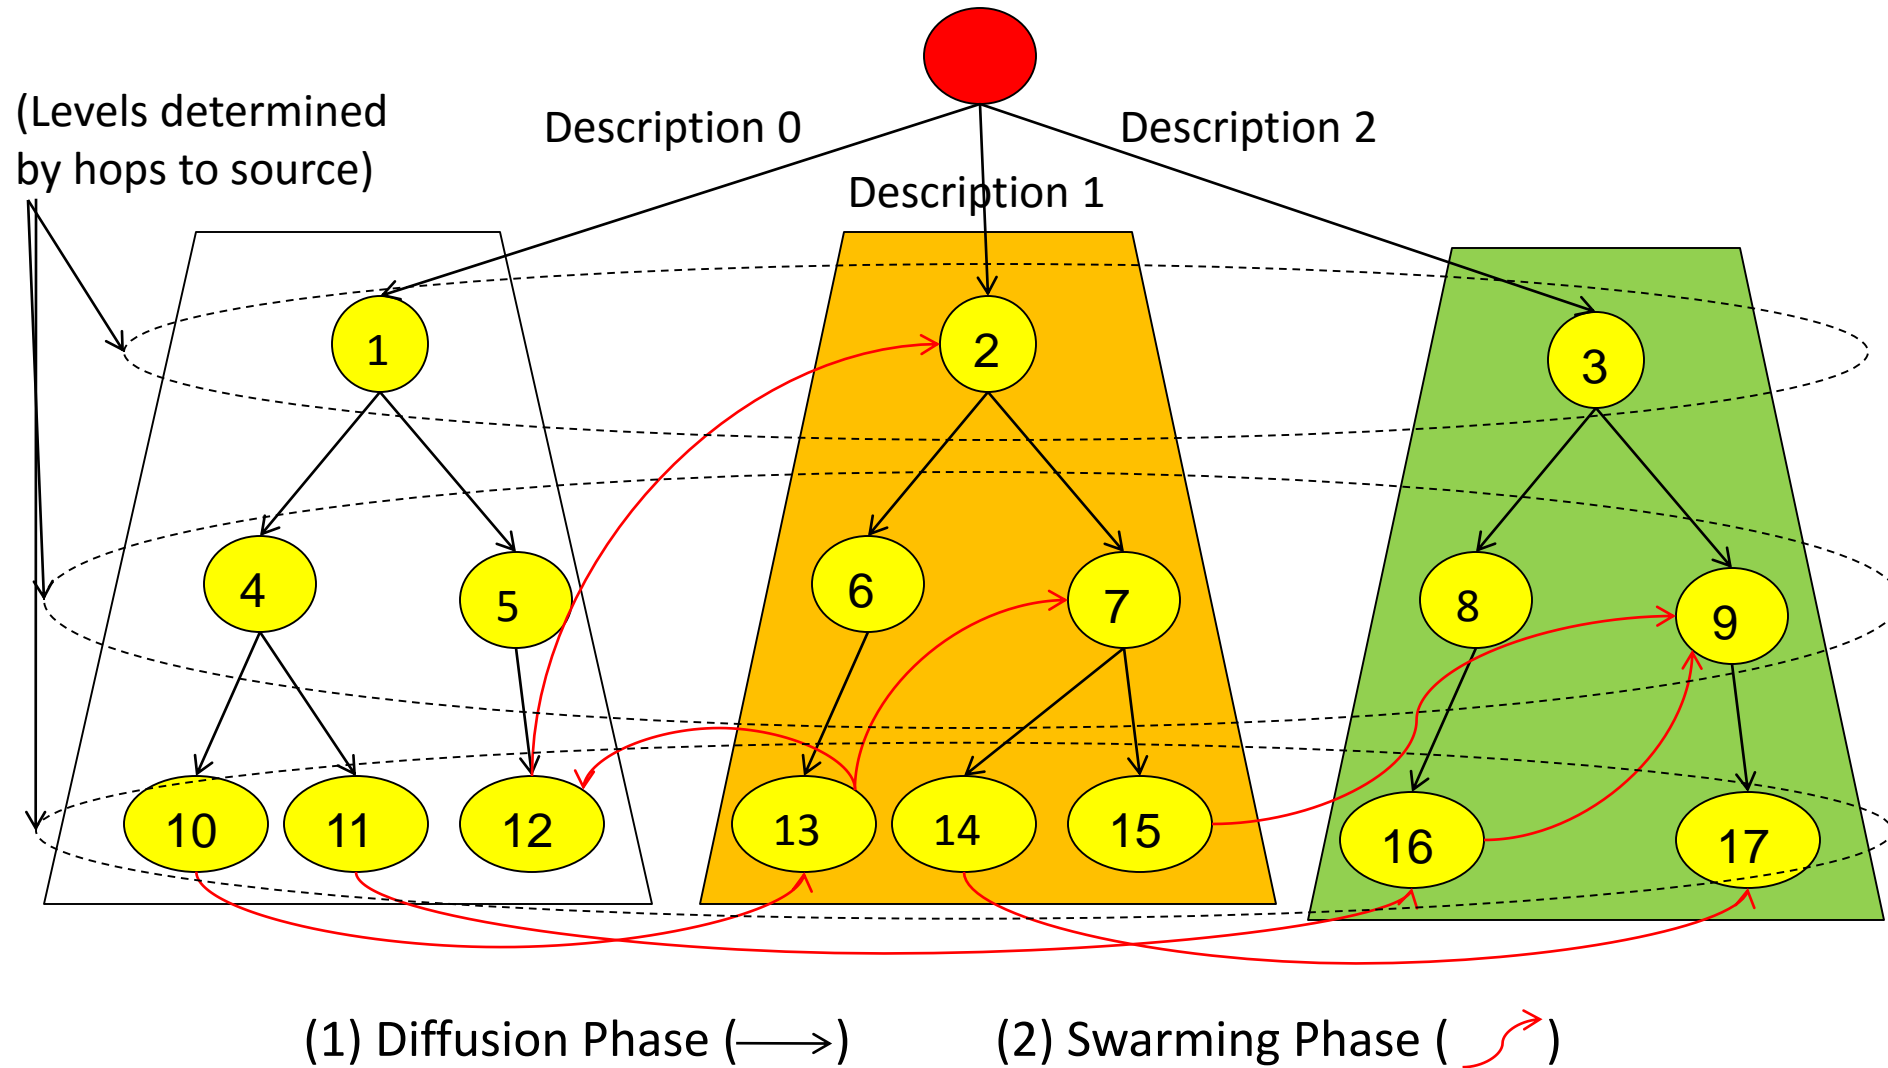 (Levels determined
by hops to source)
Description 0
Description 2
Description 1
1
2
3
4
5
6
7
8
9
10
11
12
13
14
15
16
17
(1) Diffusion Phase (⟶)
(2) Swarming Phase ( )